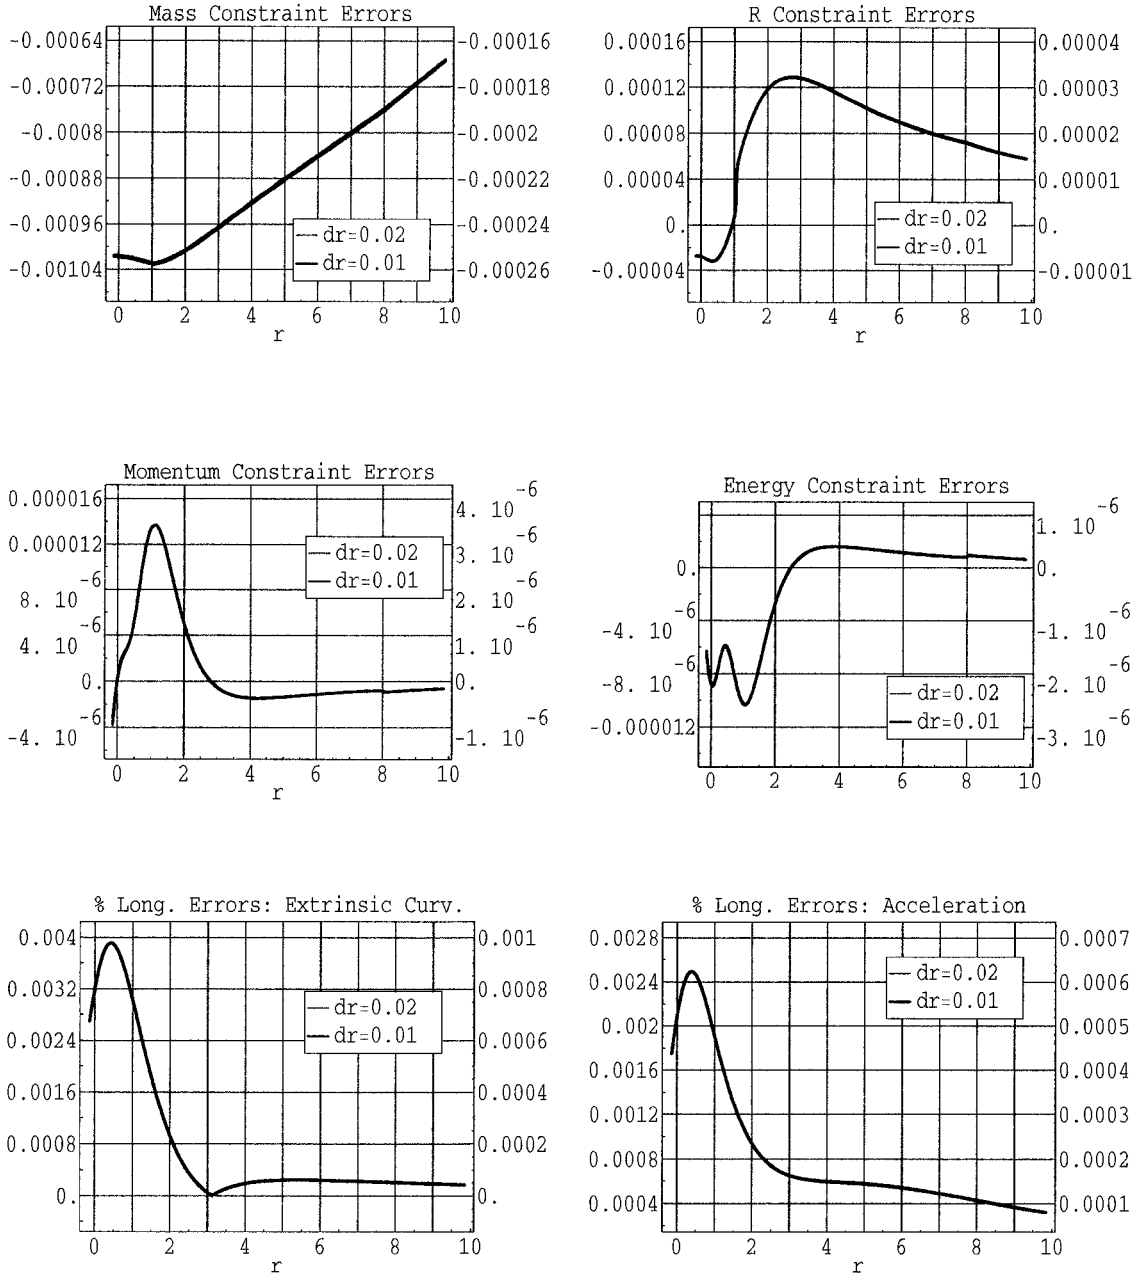 Mass Constraint Errors
-0.00064
-0.00072
-0.0008
-0.00088
-0.00096
-0.00104
-0.00016
-0.00018
-0.0002
-0.00022
-0.00024
-0.00026
dr=0.02
dr=0.01
0 2 4 6 8 10
r
R Constraint Errors
0.00016
0.00012
0.00008
0.00004
0.
-0.00004
0.00004
0.00003
0.00002
0.00001
0.
-0.00001
dr=0.02
dr=0.01
0 2 4 6 8 10
r
Momentum Constraint Errors
0.000016
0.000012
8. 10 -6
4. 10 -6
0.
-4. 10 -6
4. 10 -6
3. 10 -6
2. 10 -6
1. 10 -6
0.
-1. 10 -6
dr=0.02
dr=0.01
0 2 4 6 8 10
r
Energy Constraint Errors
0.
-4. 10 -6
-8. 10 -6
-0.000012
1. 10 -6
0.
-1. 10 -6
-2. 10 -6
-3. 10 -6
dr=0.02
dr=0.01
0 2 4 6 8 10
r
% Long. Errors: Extrinsic Curv.
0.004
0.0032
0.0024
0.0016
0.0008
0.
0.001
0.0008
0.0006
0.0004
0.0002
0.
dr=0.02
dr=0.01
0 2 4 6 8 10
r
% Long. Errors: Acceleration
0.0028
0.0024
0.002
0.0016
0.0012
0.0008
0.0004
0.0007
0.0006
0.0005
0.0004
0.0003
0.0002
0.0001
dr=0.02
dr=0.01
0 2 4 6 8 10
r